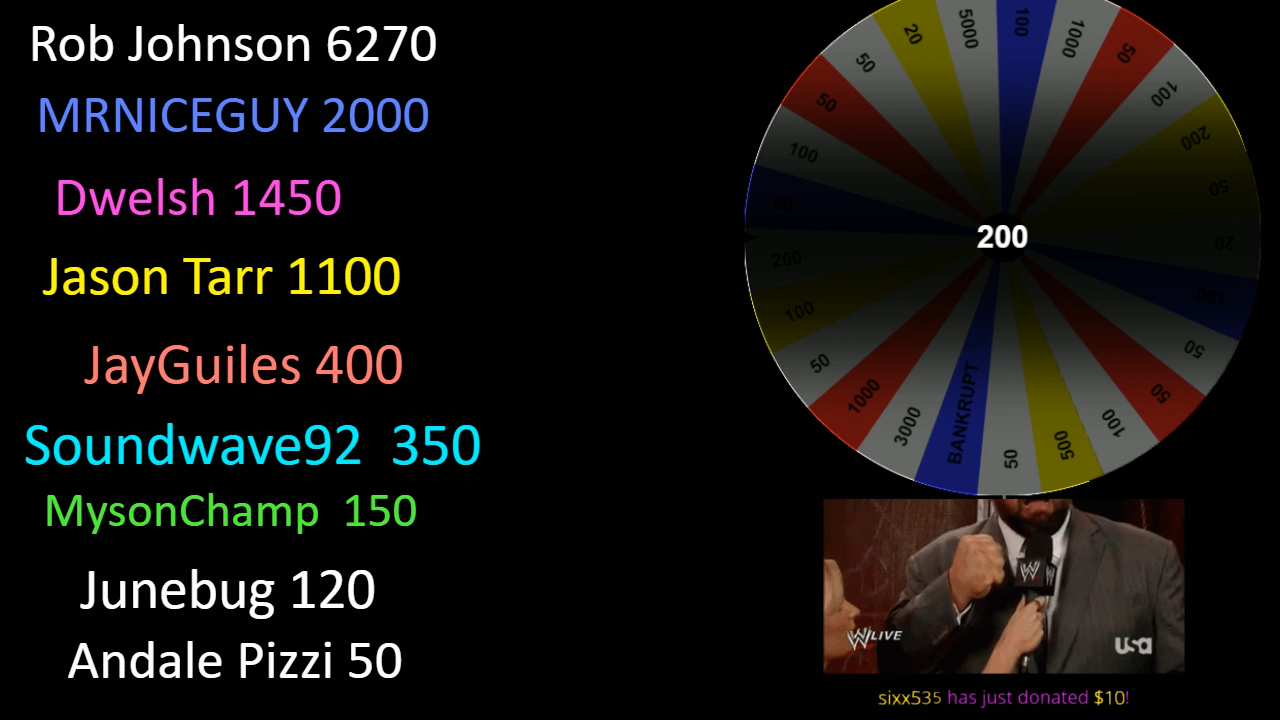 Rob Johnson 6270
MRNICEGUY 2000
Dwelsh 1450
Jason Tarr 1100
JayGuiles 400
Soundwave92 350
MysonChamp 150
Junebug 120
Andale Pizzi 50
50
20
5000
100
1000
50
100
200
50
20
100
50
50
100
500
50
BANKRUPT
3000
1000
50
100
200
100
50
200
W LIVE
W
USA
sixx535 has just donated $10!